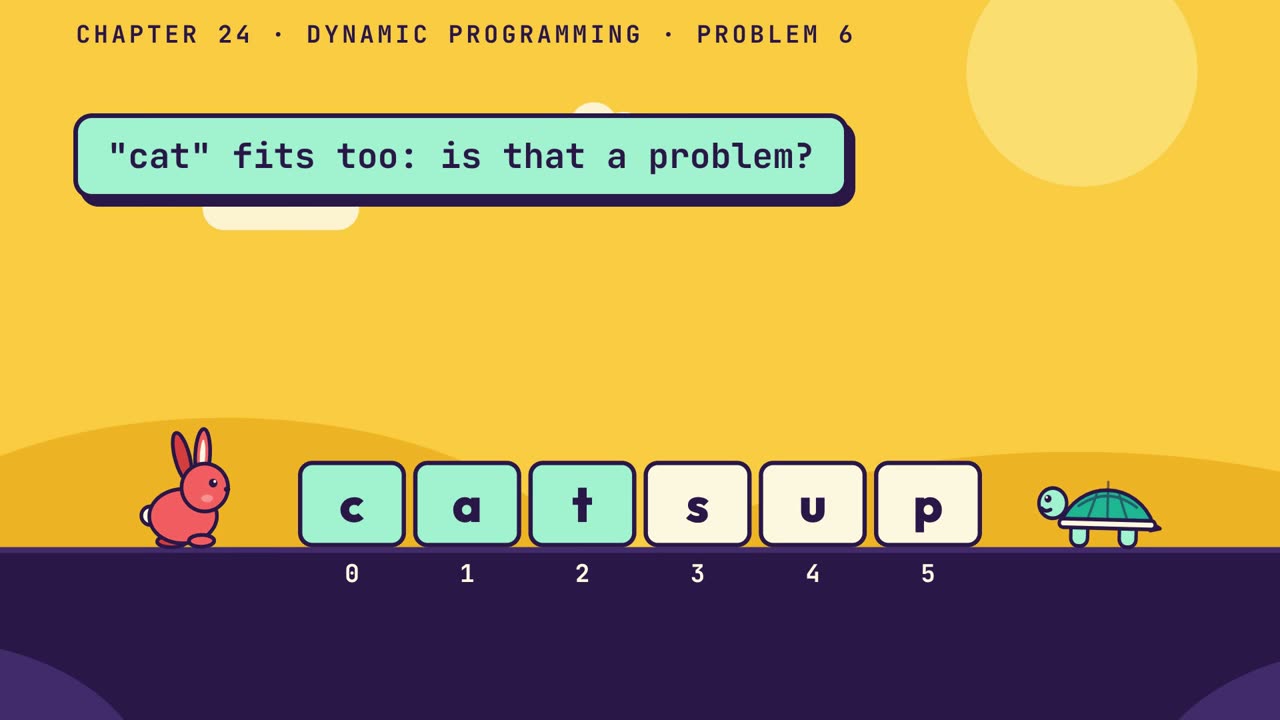 CHAPTER 24 · DYNAMIC PROGRAMMING · PROBLEM 6
"cat" fits too: is that a problem?
c a t s u p
0 1 2 3 4 5